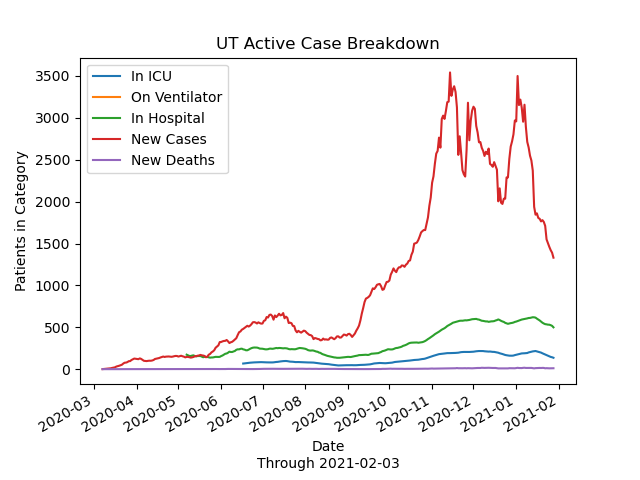 UT Active Case Breakdown
In ICU
On Ventilator
In Hospital
New Cases
New Deaths
Patients in Category
3500
3000
2500
2000
1500
1000
500
0
2020-03
2020-04
2020-05
2020-06
2020-07
2020-08
2020-09
2020-10
2020-11
2020-12
2021-01
2021-02
Date
Through 2021-02-03